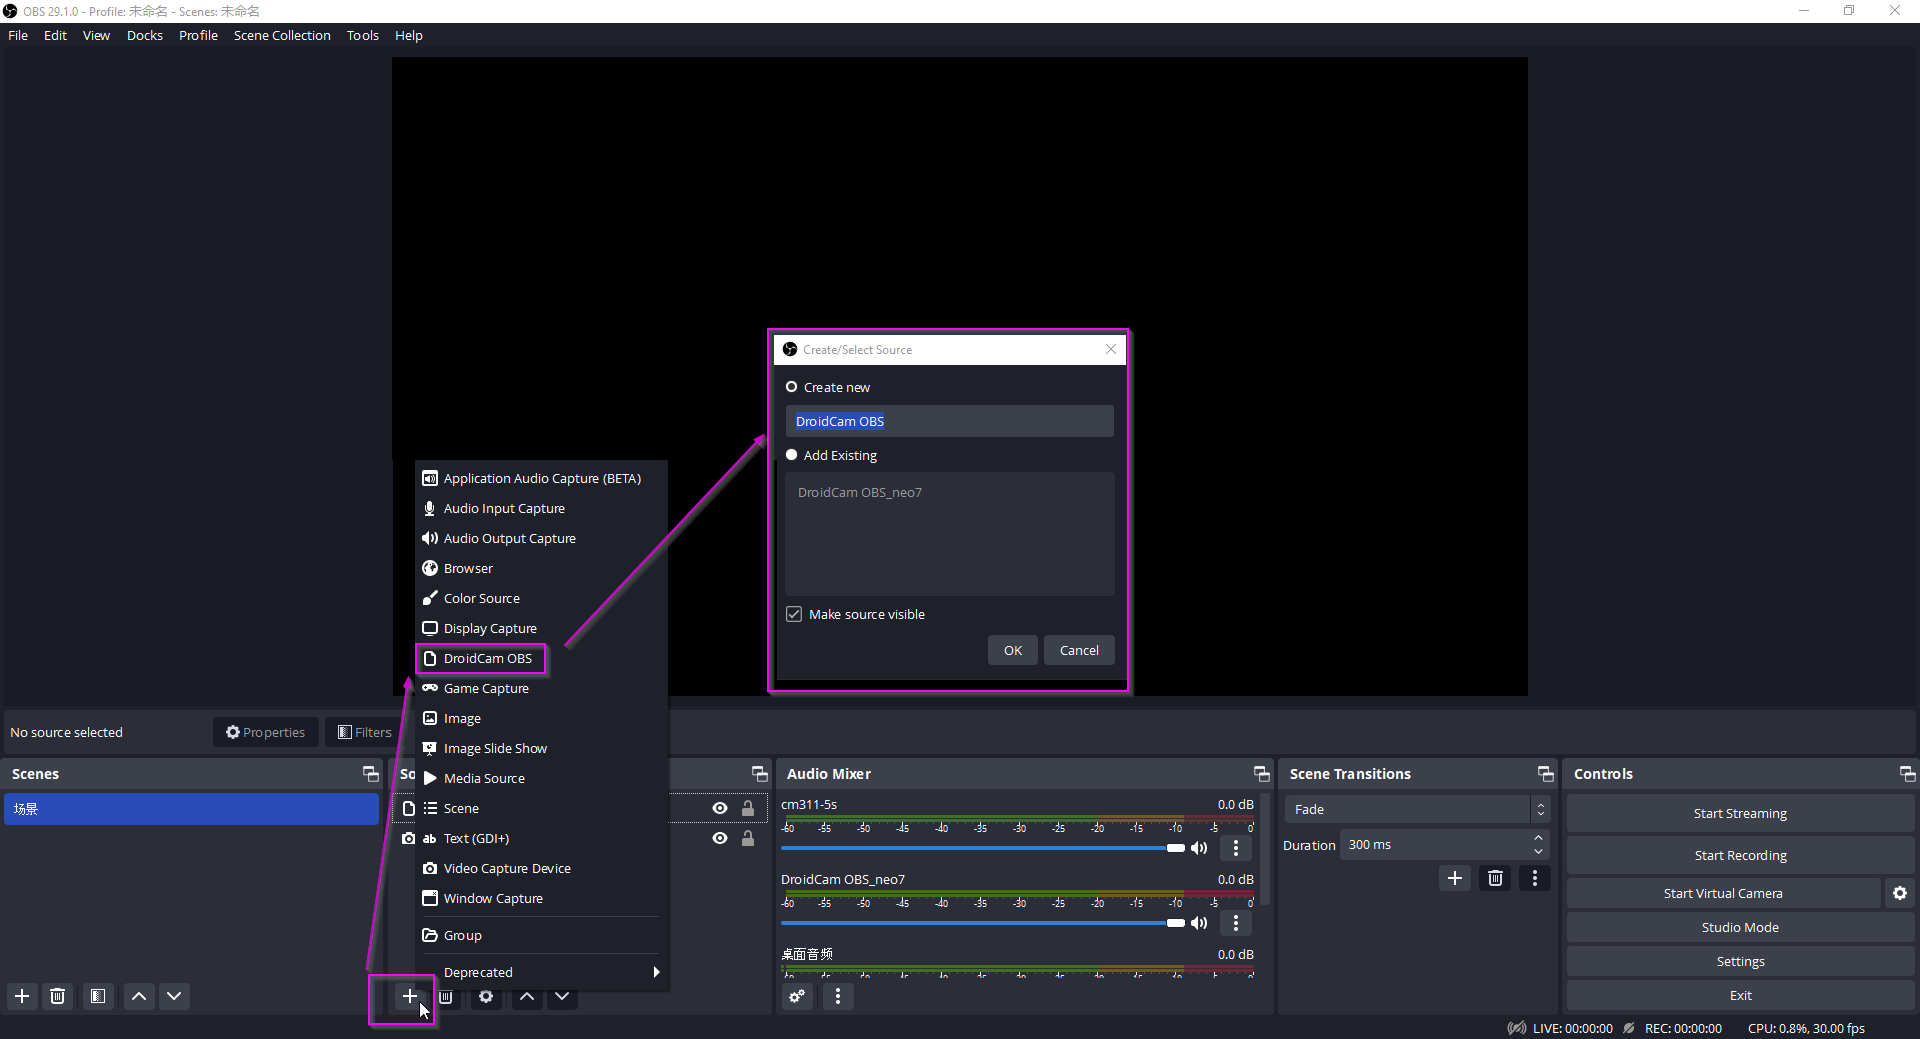 OBS 29.1.0 - Profile: 未命名 - Scenes: 未命名
File Edit View Docks Profile Scene Collection Tools Help
Create/Select Source
Create new
DroidCam OBS
Add Existing
DroidCam OBS_neo7
Make source visible
OK Cancel
Application Audio Capture (BETA)
Audio Input Capture
Audio Output Capture
Browser
Color Source
Display Capture
DroidCam OBS
Game Capture
Image
Image Slide Show
Media Source
Scene
ab Text (GDI+)
Video Capture Device
Window Capture
Group
Deprecated
No source selected Properties Filters
Scenes
场景
So
Audio Mixer
cm311-5s 0.0 dB
-60 -55 -50 -45 -40 -35 -30 -25 -20 -15 -10 -5 0
DroidCam OBS_neo7 0.0 dB
-60 -55 -50 -45 -40 -35 -30 -25 -20 -15 -10 -5 0
桌面音频 0.0 dB
Scene Transitions
Fade
Duration 300 ms
Controls
Start Streaming
Start Recording
Start Virtual Camera
Studio Mode
Settings
Exit
LIVE: 00:00:00 REC: 00:00:00 CPU: 0.8%, 30.00 fps